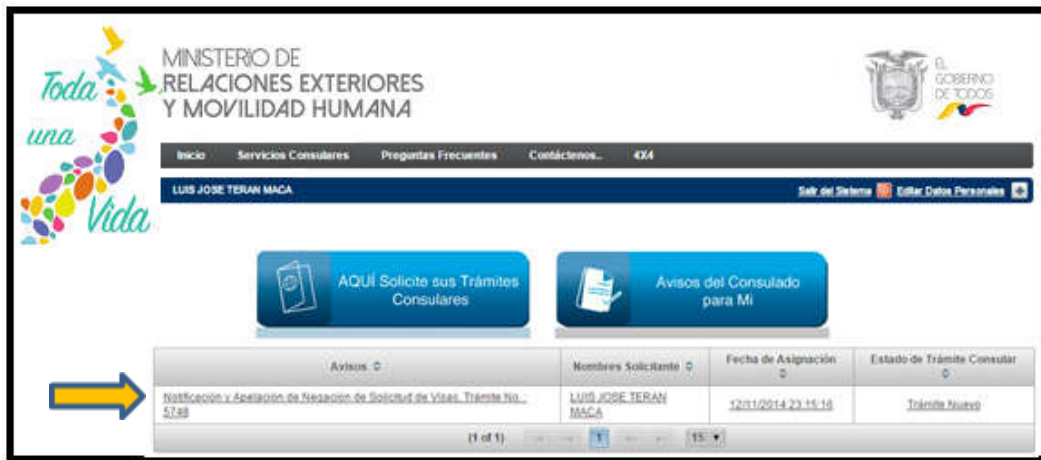 Toda
una
Vida
MINISTERIO DE
RELACIONES EXTERIORES
Y MOVILIDAD HUMANA
EL
GOBIERNO
DE TODOS
Inicio Servicios Consulares Preguntas Frecuentes Contáctenos.. 4X4
LUIS JOSE TERAN MACA Salir del Sistema Editar Datos Personales
AQUÍ Solicite sus Trámites
Consulares
Avisos del Consulado
para Mi
Avisos Nombres Solicitante Fecha de Asignación Estado de Trámite Consular
Notificación y Apelación de Negación de Solicitud de Visas. Trámite No. :
5748
LUIS JOSE TERAN
MACA
12/11/2014 23:15:16
Trámite Nuevo
(1 of 1) 1 15